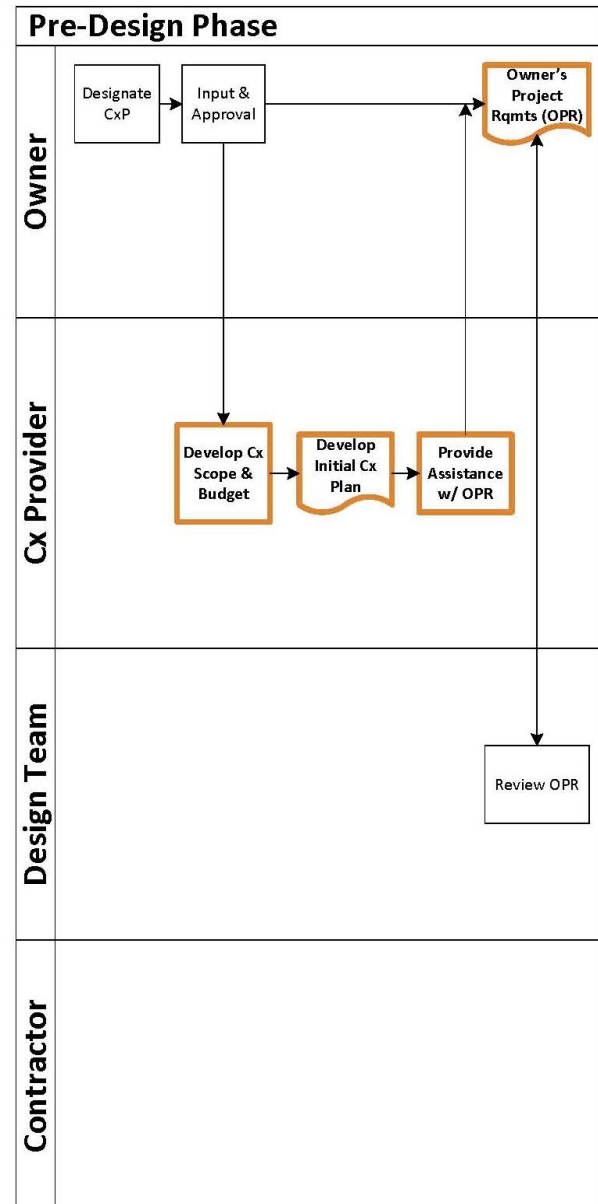 Pre-Design Phase
Owner
Designate
CxP
Input &
Approval
Owner's
Project
Rqmts (OPR)
Cx Provider
Develop Cx
Scope &
Budget
Develop
Initial Cx
Plan
Provide
Assistance
w/ OPR
Design Team
Review OPR
Contractor